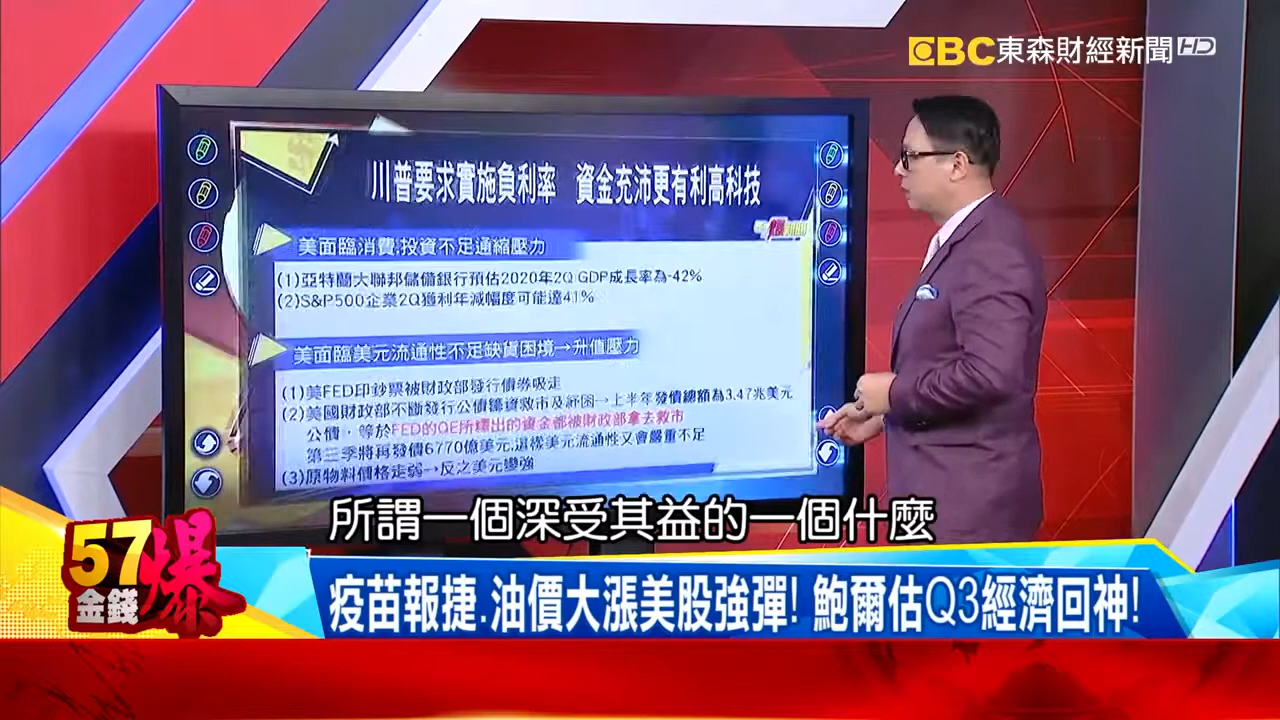 EBC東森財經新聞HD
川普要求實施負利率 資金充沛更有利高科技
美面臨消費.投資不足通縮壓力
(1)亞特蘭大聯邦儲備銀行預估2020年2Q GDP成長率為-42%
(2)S&P500企業2Q獲利年減幅度可能達41%
美面臨美元流通性不足缺貨困境→升值壓力
(1)美FED印鈔票被財政部發行債券吸走
(2)美國財政部不斷發行公債籌資救市及紓困→上半年發債總額為3.47兆美元
公債，等於FED的QE所釋出的資金都被財政部拿去救市
第三季將再發債6770億美元,這樣美元流通性又會嚴重不足
(3)原物料價格走弱→反之美元變強
所謂一個深受其益的一個什麼
57
金錢爆
疫苗報捷.油價大漲美股強彈! 鮑爾估Q3經濟回神!